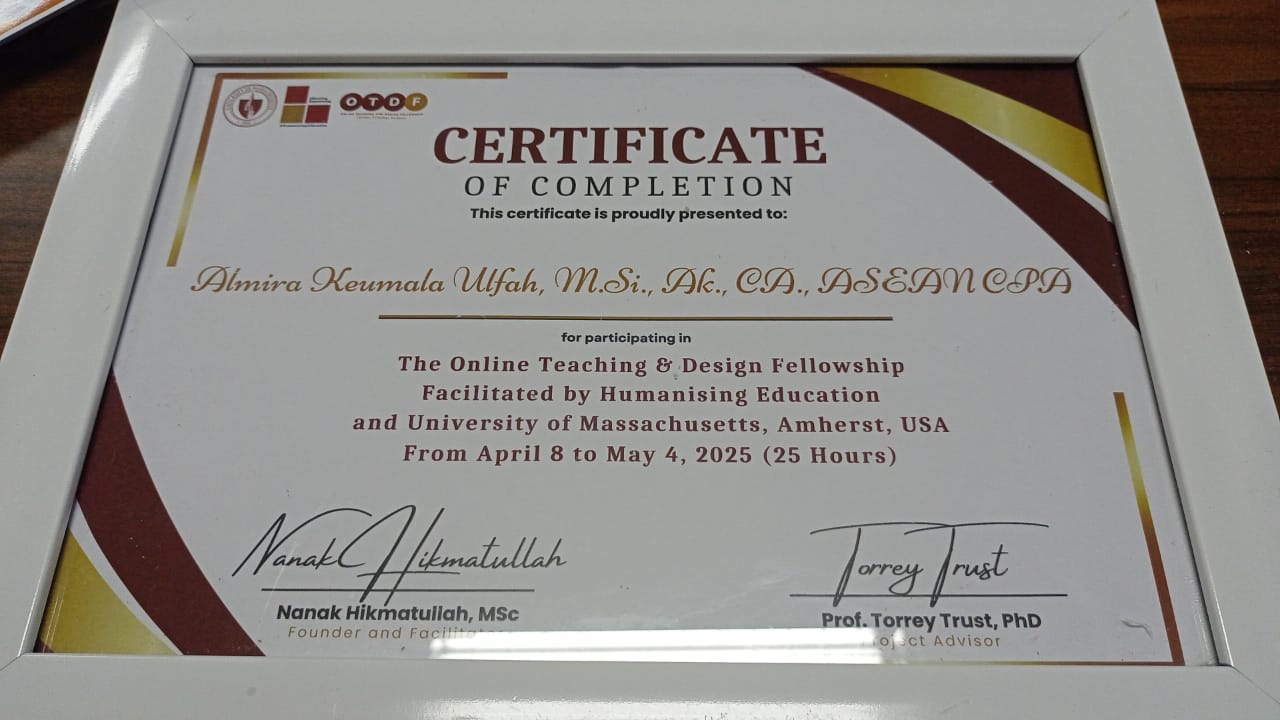 OTDF
CERTIFICATE
OF COMPLETION
This certificate is proudly presented to:
Almira Keumala Ulfah, M.Si., Ak., CA., ASEAN CPA
for participating in
The Online Teaching & Design Fellowship
Facilitated by Humanising Education
and University of Massachusetts, Amherst, USA
From April 8 to May 4, 2025 (25 Hours)
Nanak Hikmatullah
Torrey Trust
Nanak Hikmatullah, MSc
Prof. Torrey Trust, PhD
Founder and Facilitator
Project Advisor